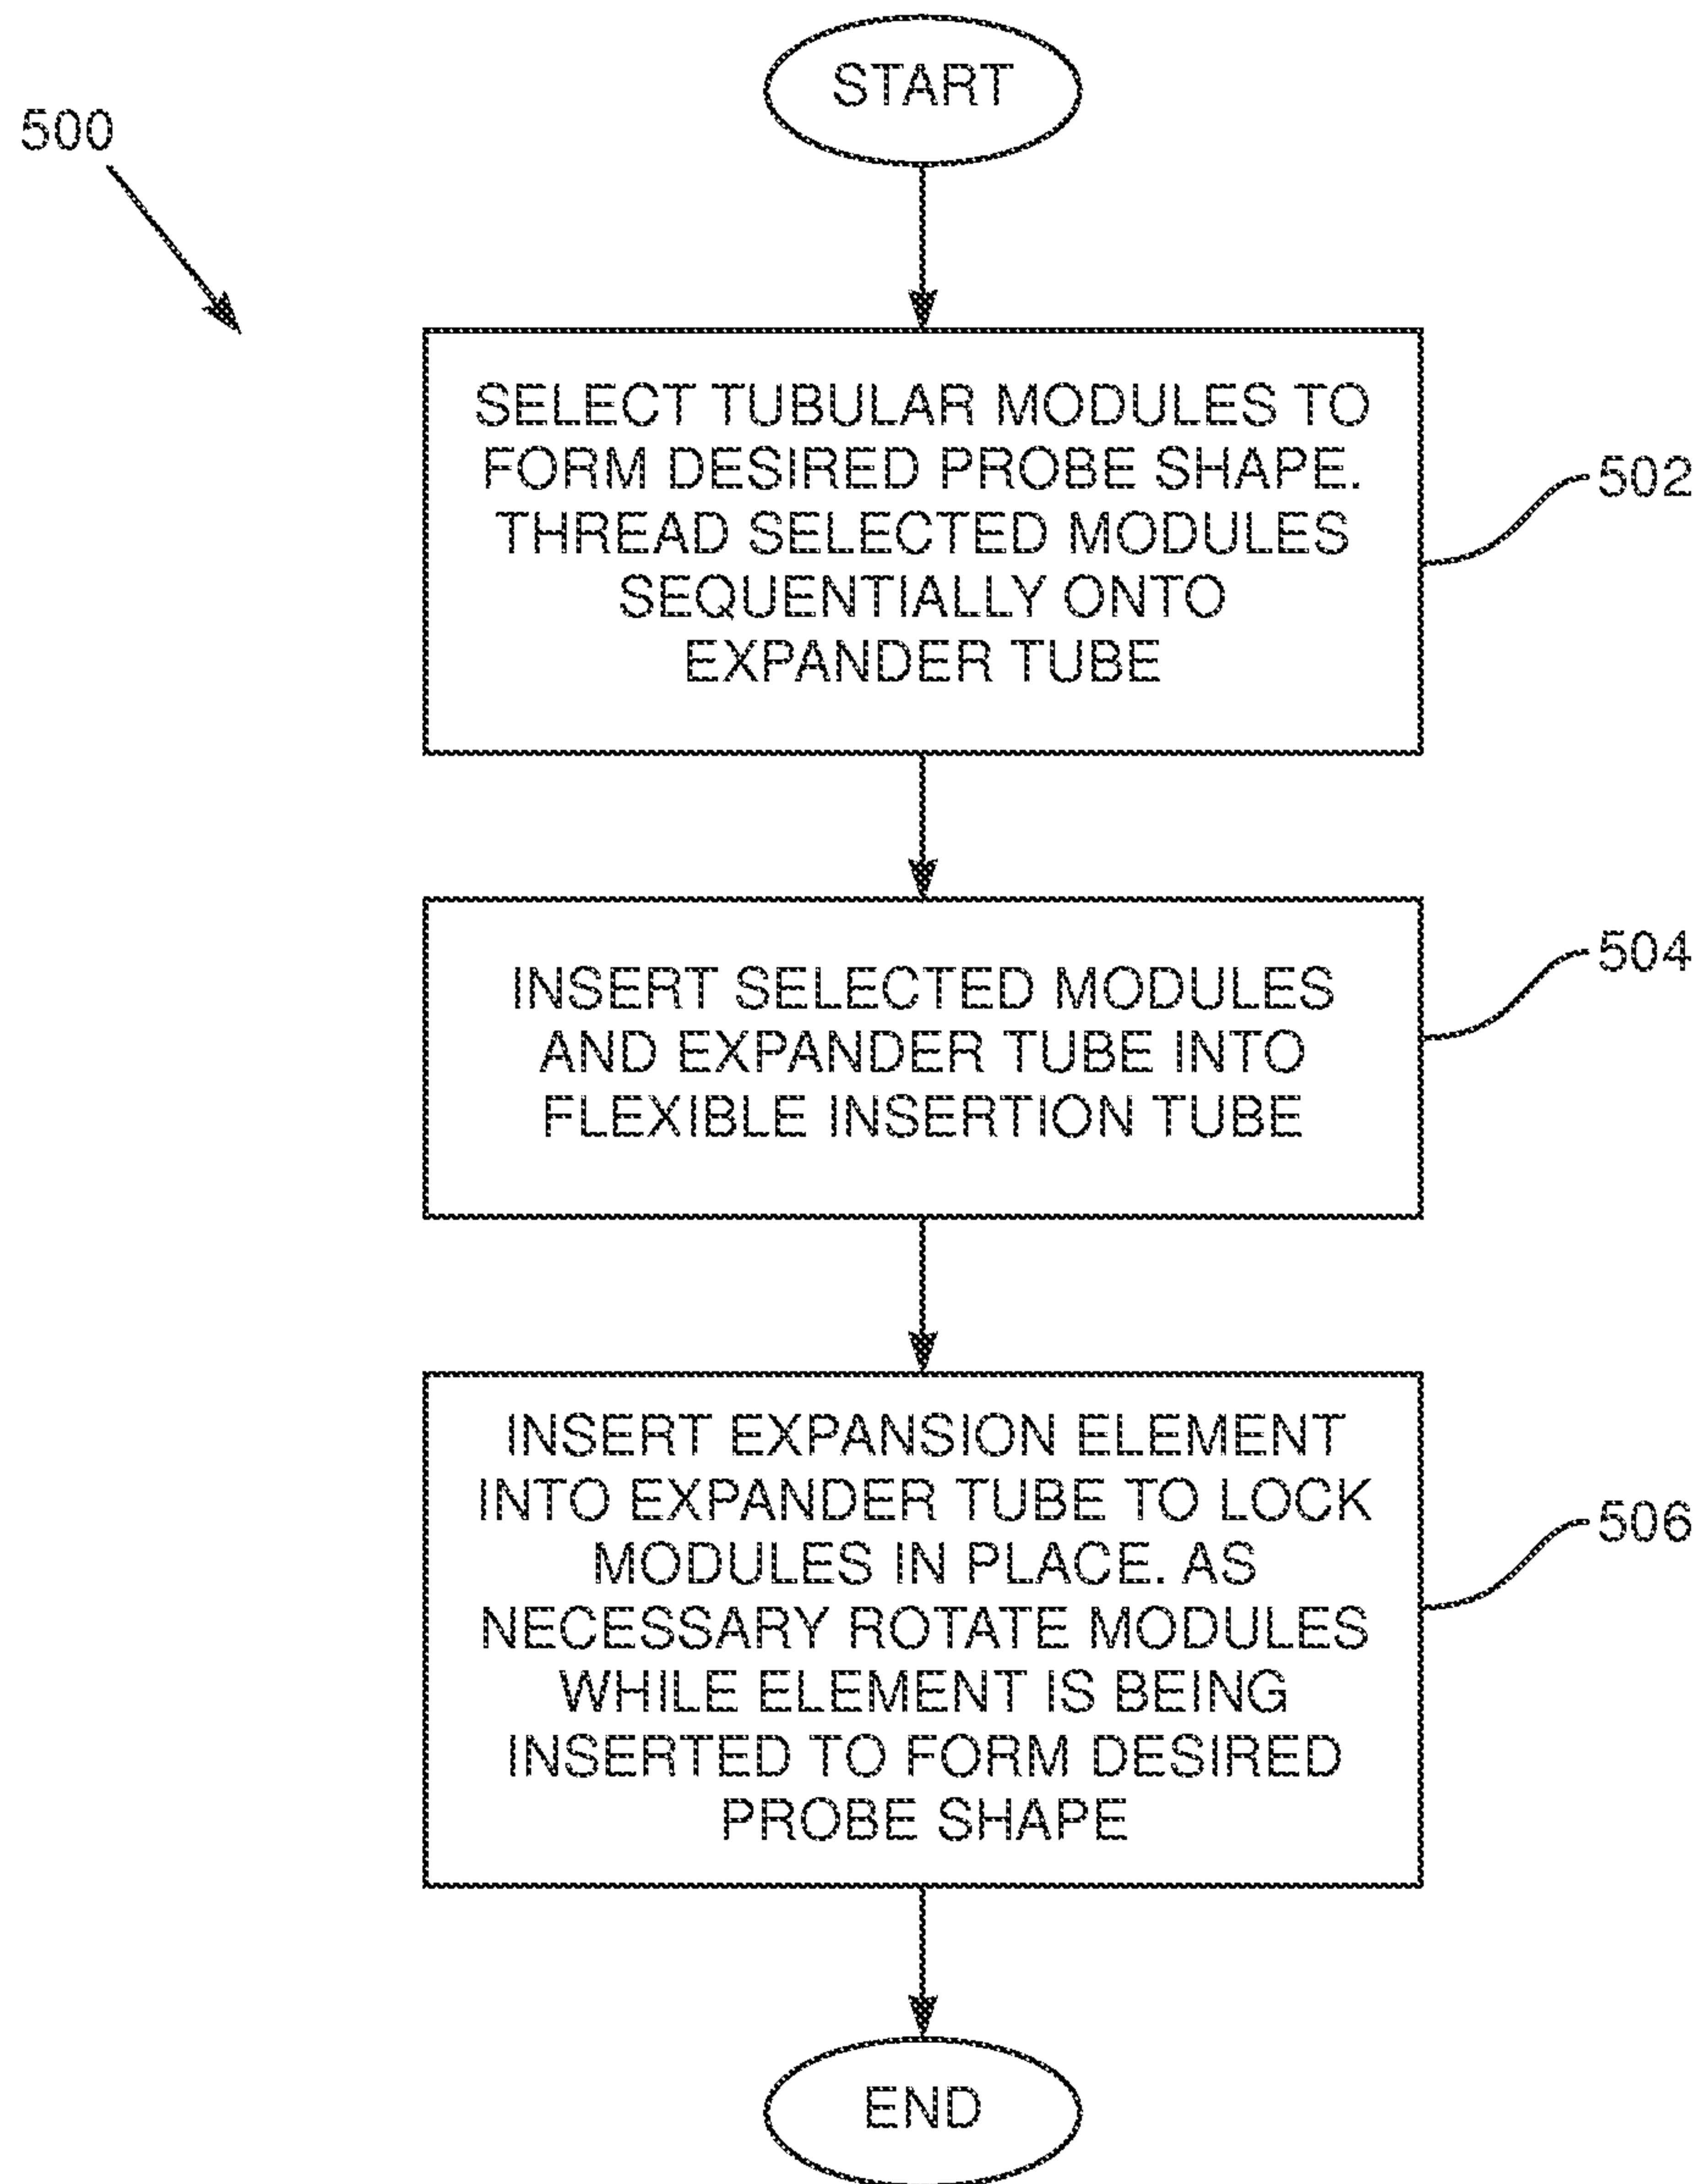 START
500
SELECT TUBULAR MODULES TO
FORM DESIRED PROBE SHAPE.
THREAD SELECTED MODULES
SEQUENTIALLY ONTO
EXPANDER TUBE
502
INSERT SELECTED MODULES
AND EXPANDER TUBE INTO
FLEXIBLE INSERTION TUBE
504
INSERT EXPANSION ELEMENT
INTO EXPANDER TUBE TO LOCK
MODULES IN PLACE. AS
NECESSARY ROTATE MODULES
WHILE ELEMENT IS BEING
INSERTED TO FORM DESIRED
PROBE SHAPE
506
END